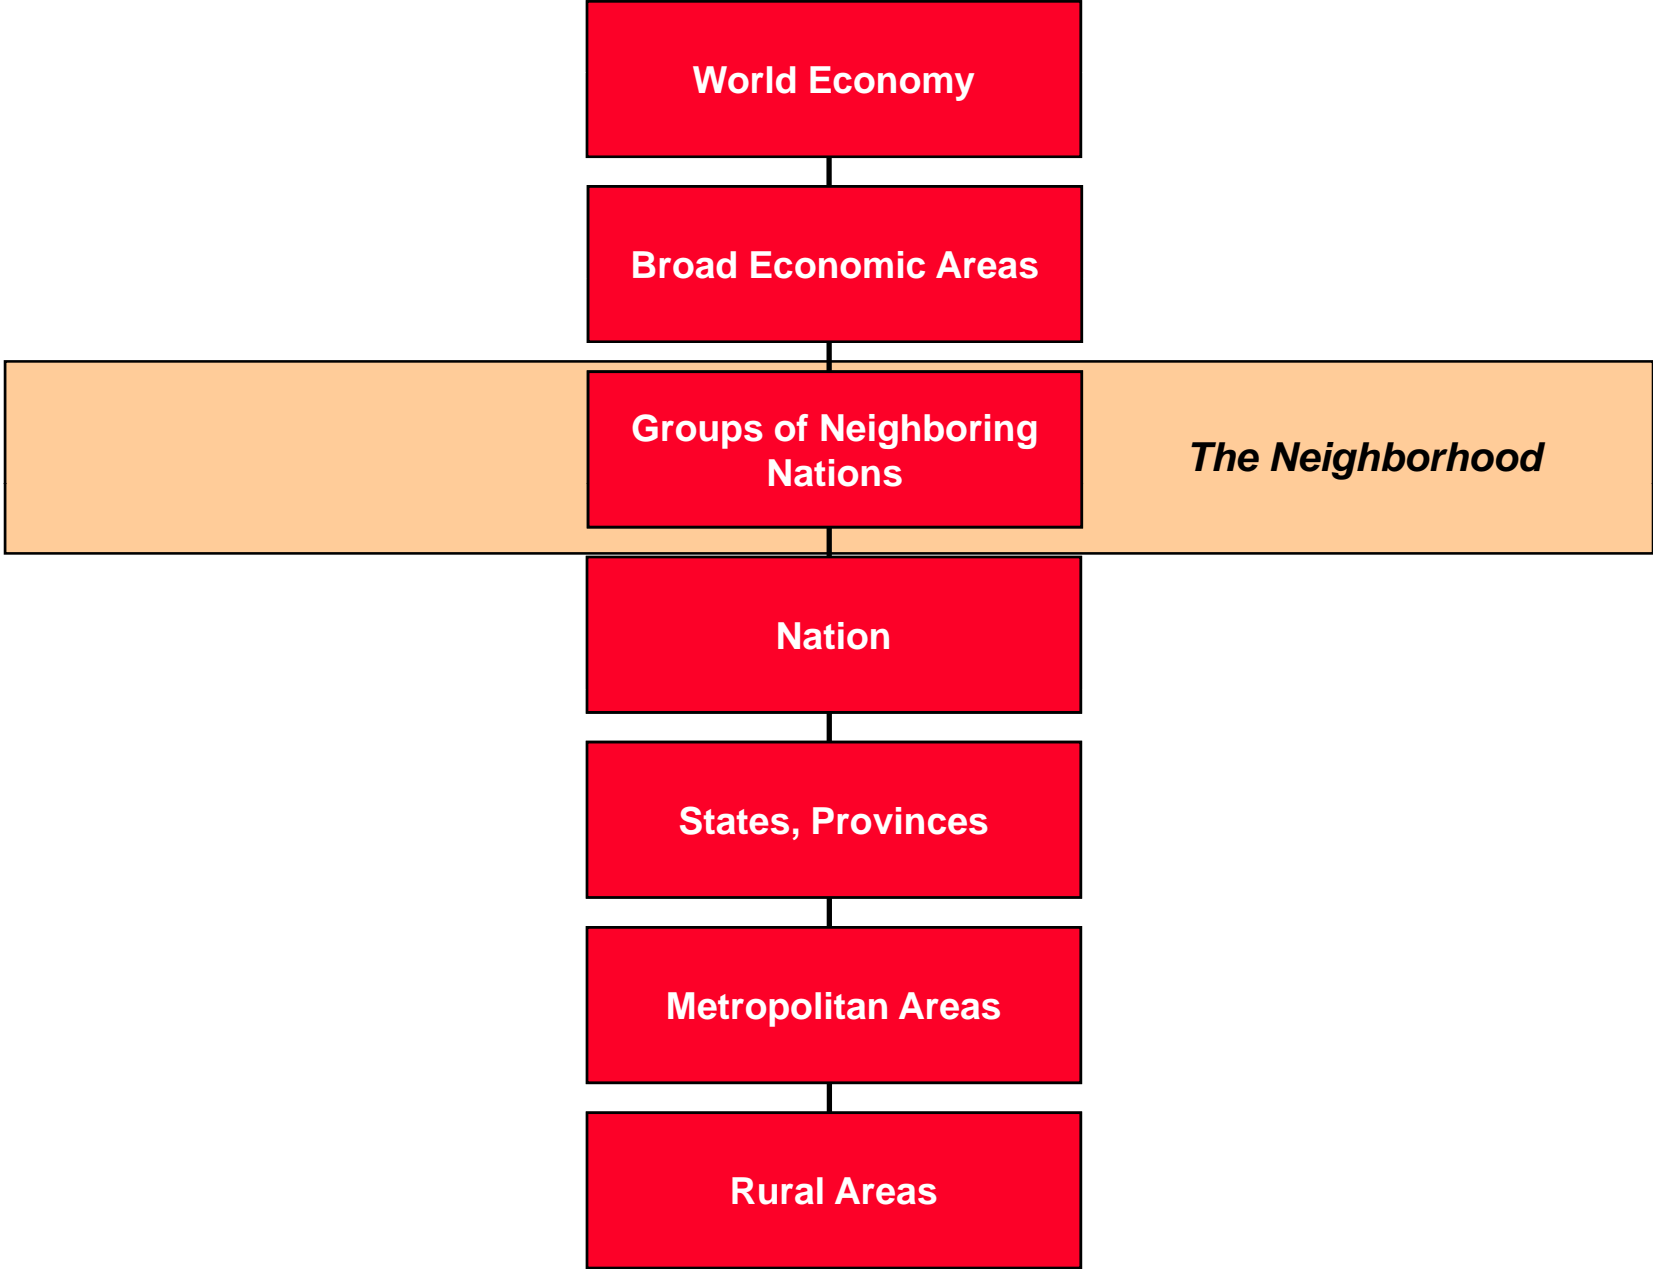 World Economy
Broad Economic Areas
Groups of Neighboring
Nations
The Neighborhood
Nation
States, Provinces
Metropolitan Areas
Rural Areas